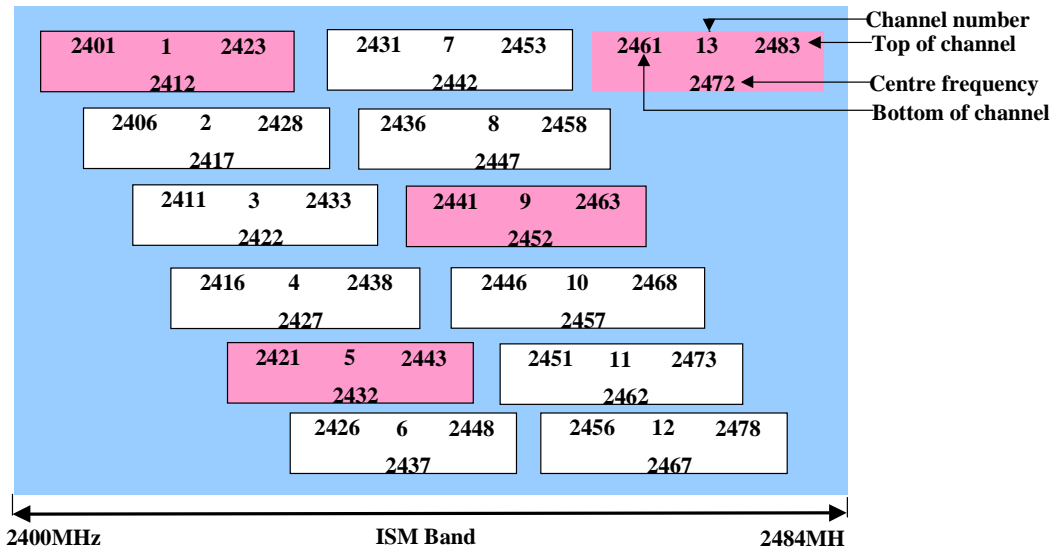 Channel number
2401 1 2423
2412
2431 7 2453
2442
2461 13 2483
2472
Top of channel
Centre frequency
Bottom of channel
2406 2 2428
2417
2436 8 2458
2447
2411 3 2433
2422
2441 9 2463
2452
2416 4 2438
2427
2446 10 2468
2457
2421 5 2443
2432
2451 11 2473
2462
2426 6 2448
2437
2456 12 2478
2467
2400MHz ISM Band 2484MH